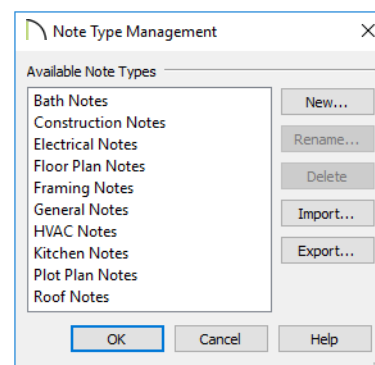 Note Type Management
Available Note Types
Bath Notes
Construction Notes
Electrical Notes
Floor Plan Notes
Framing Notes
General Notes
HVAC Notes
Kitchen Notes
Plot Plan Notes
Roof Notes
New...
Rename...
Delete
Import...
Export...
OK Cancel Help